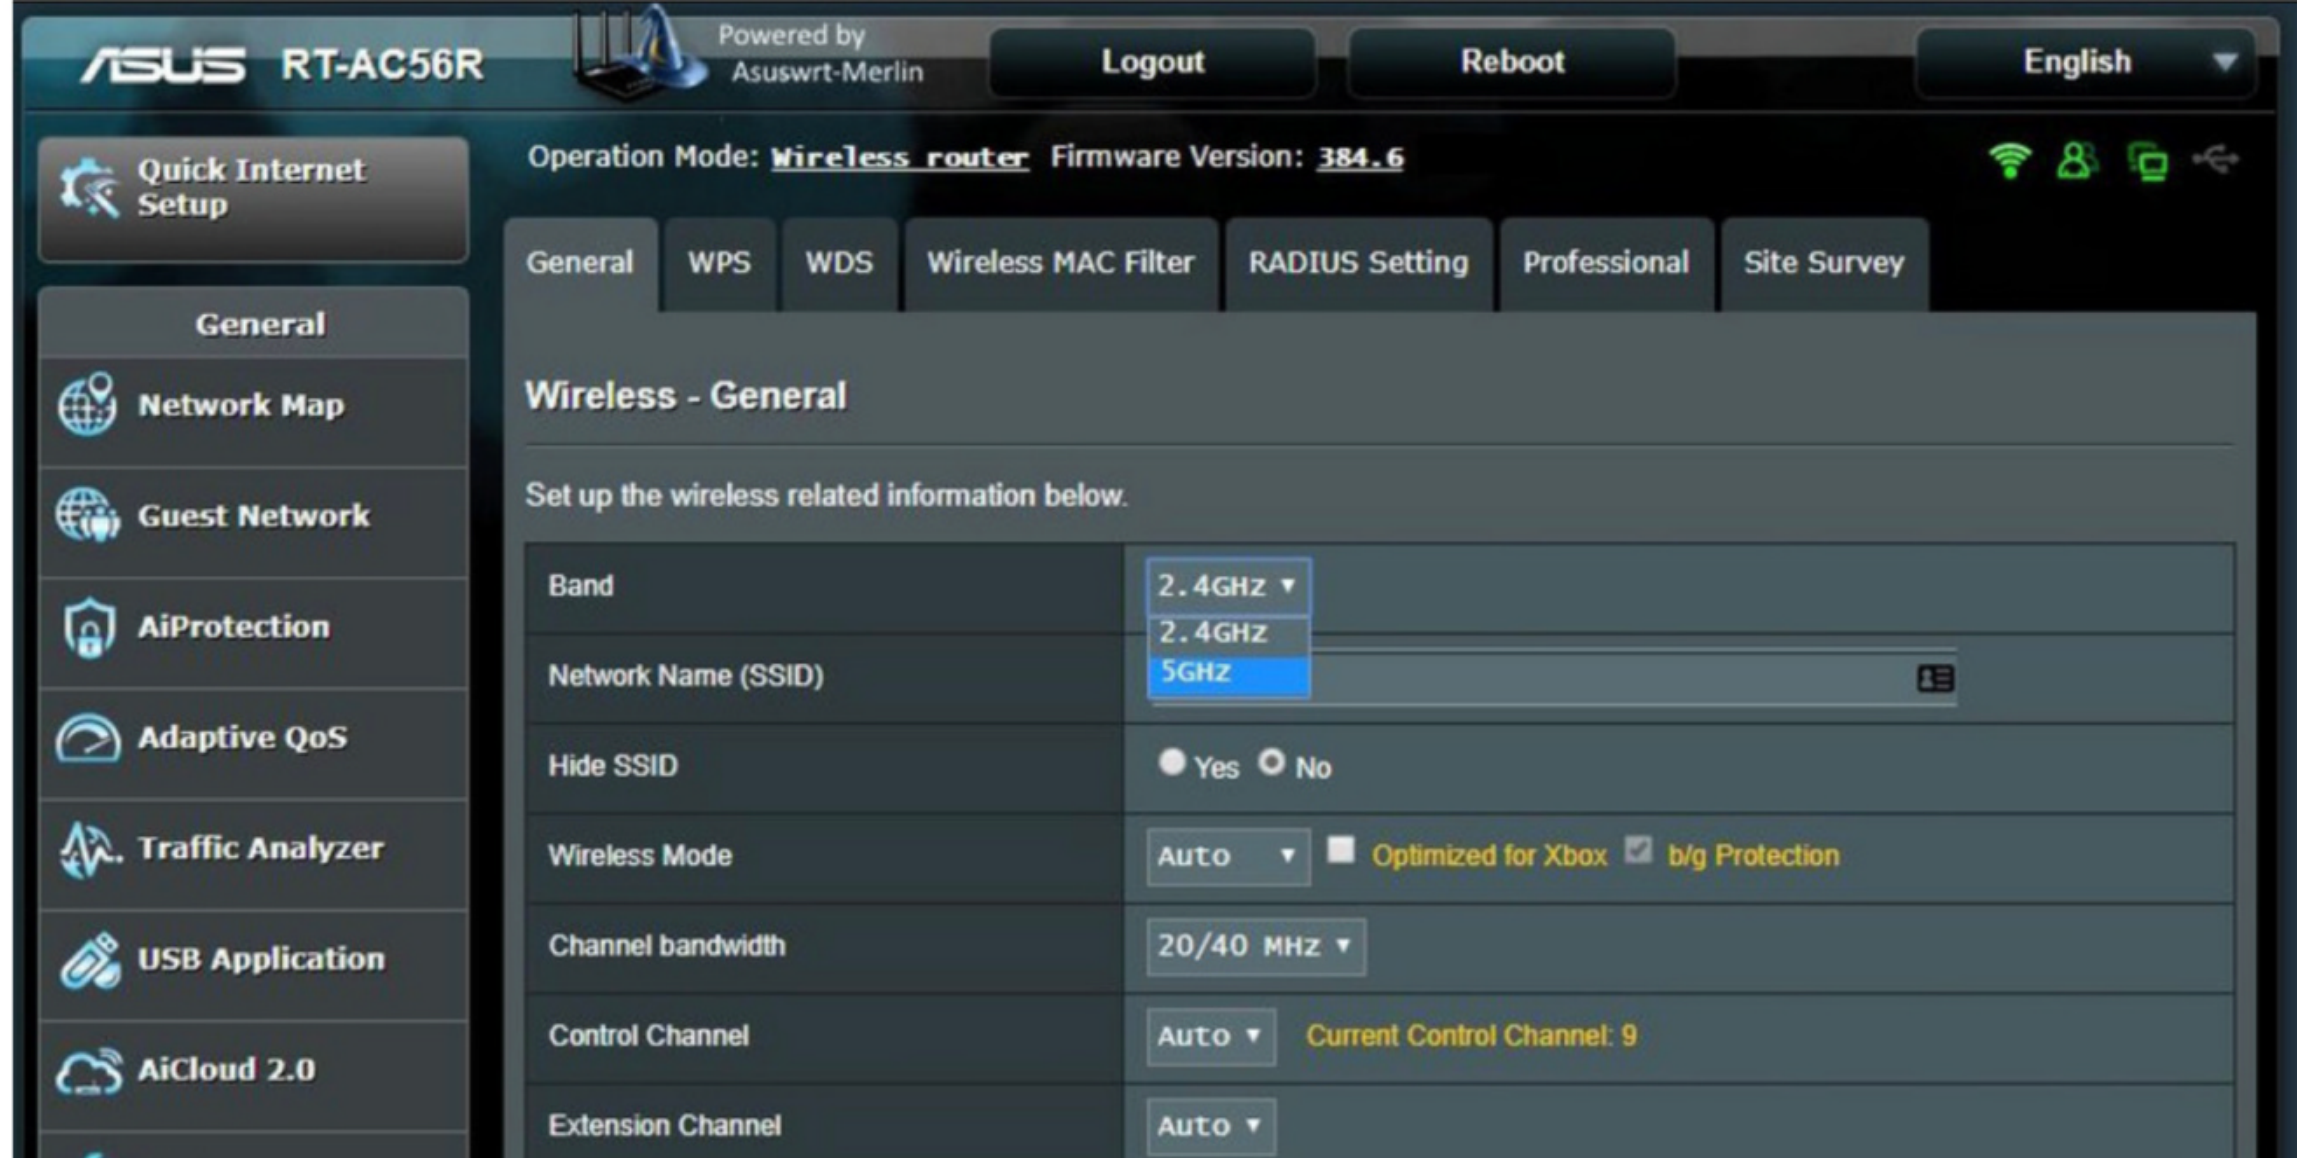 ASUS RT-AC56R
Powered by
Asuswrt-Merlin
Logout
Reboot
English
Quick Internet
Setup
Operation Mode: Wireless router Firmware Version: 384.6
General
WPS
WDS
Wireless MAC Filter
RADIUS Setting
Professional
Site Survey
General
Network Map
Guest Network
AiProtection
Adaptive QoS
Traffic Analyzer
USB Application
AiCloud 2.0
Wireless - General
Set up the wireless related information below.
Band
2.4GHz
2.4GHz
5GHz
Network Name (SSID)
Hide SSID
Yes No
Wireless Mode
Auto Optimized for Xbox b/g Protection
Channel bandwidth
20/40 MHz
Control Channel
Auto Current Control Channel: 9
Extension Channel
Auto